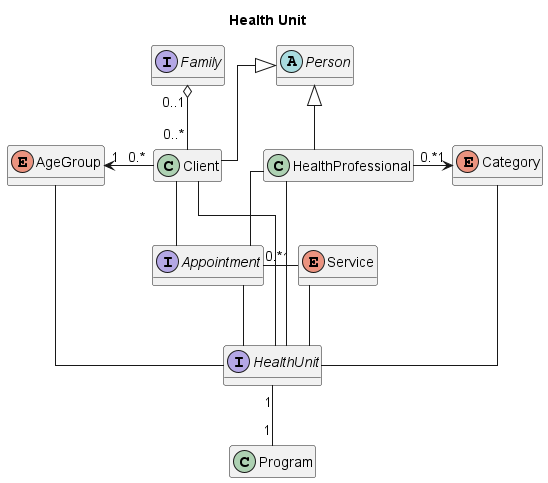 Health Unit
I Family
A Person
0..1
0..*
E AgeGroup
1 0..*
C Client
C HealthProfessional
0..*1
E Category
I Appointment
0..*1
E Service
I HealthUnit
1
1
C Program